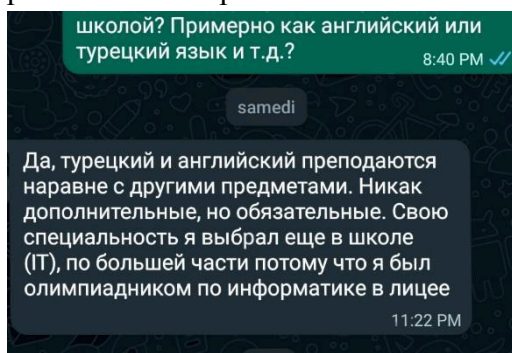 школой? Примерно как английский или
турецкий язык и т.д.?
8:40 PM
samedi
Да, турецкий и английский преподаются
наравне с другими предметами. Никак
дополнительные, но обязательные. Свою
специальность я выбрал еще в школе
(IT), по большей части потому что я был
олимпиадником по информатике в лицее
11:22 PM